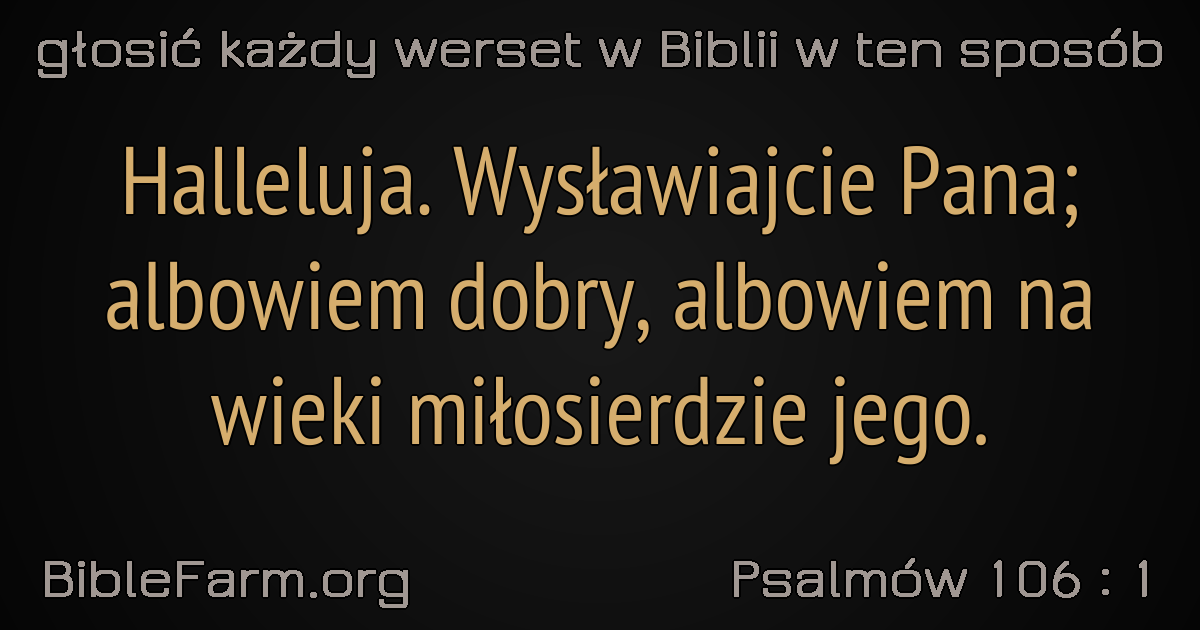 głosić każdy werset w Biblii w ten sposób
Halleluja. Wysławiajcie Pana;
albowiem dobry, albowiem na
wieki miłosierdzie jego.
BibleFarm.org
Psalmów 106 : 1